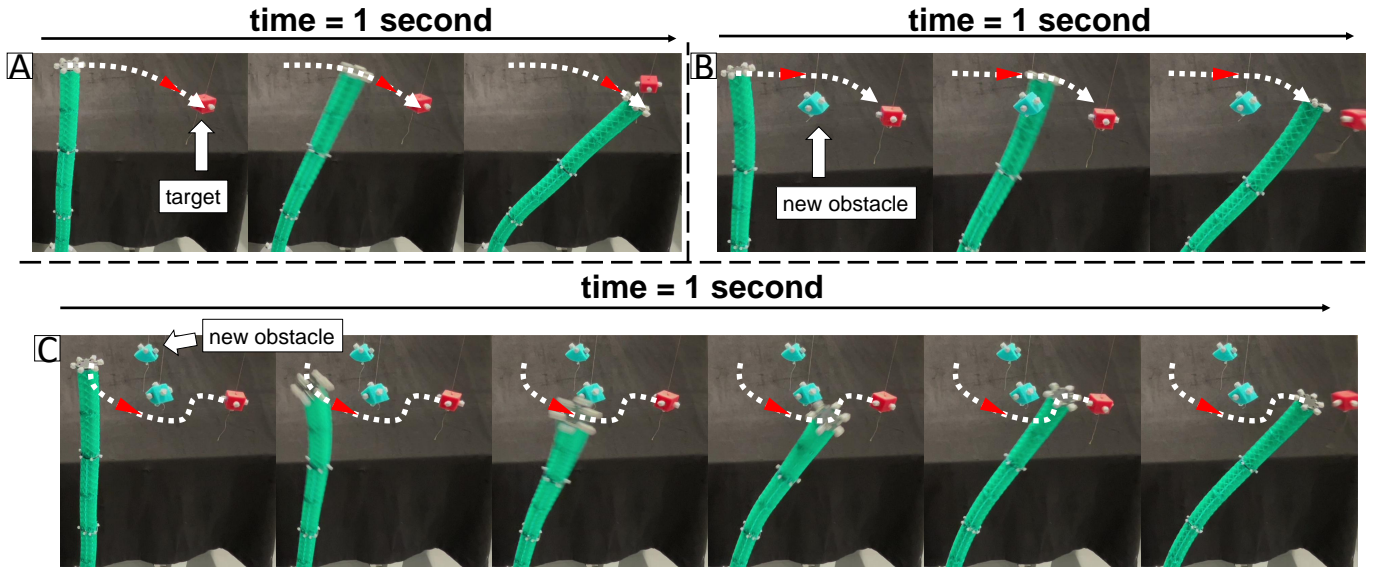 time = 1 second
time = 1 second
A
B
target
new obstacle
time = 1 second
C
new obstacle